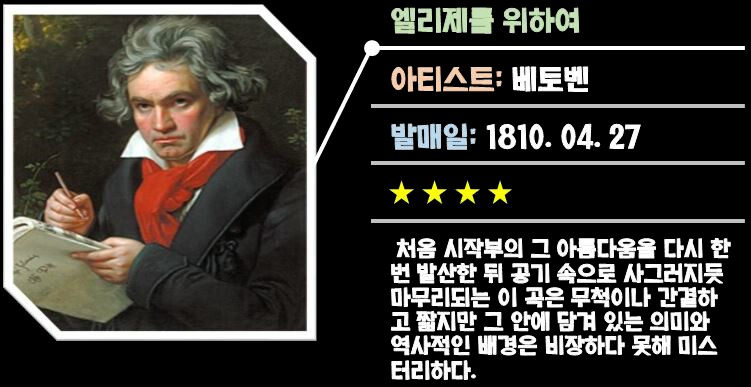 엘리제를 위하여
아티스트: 베토벤
발매일: 1810. 04. 27
★★★★
처음 시작부의 그 아름다움을 다시 한
번 발산한 뒤 공기 속으로 사그러지듯
마무리되는 이 곡은 무척이나 간결하
고 짧지만 그 안에 담겨 있는 의미와
역사적인 배경은 비장하다 못해 미스
터리하다.